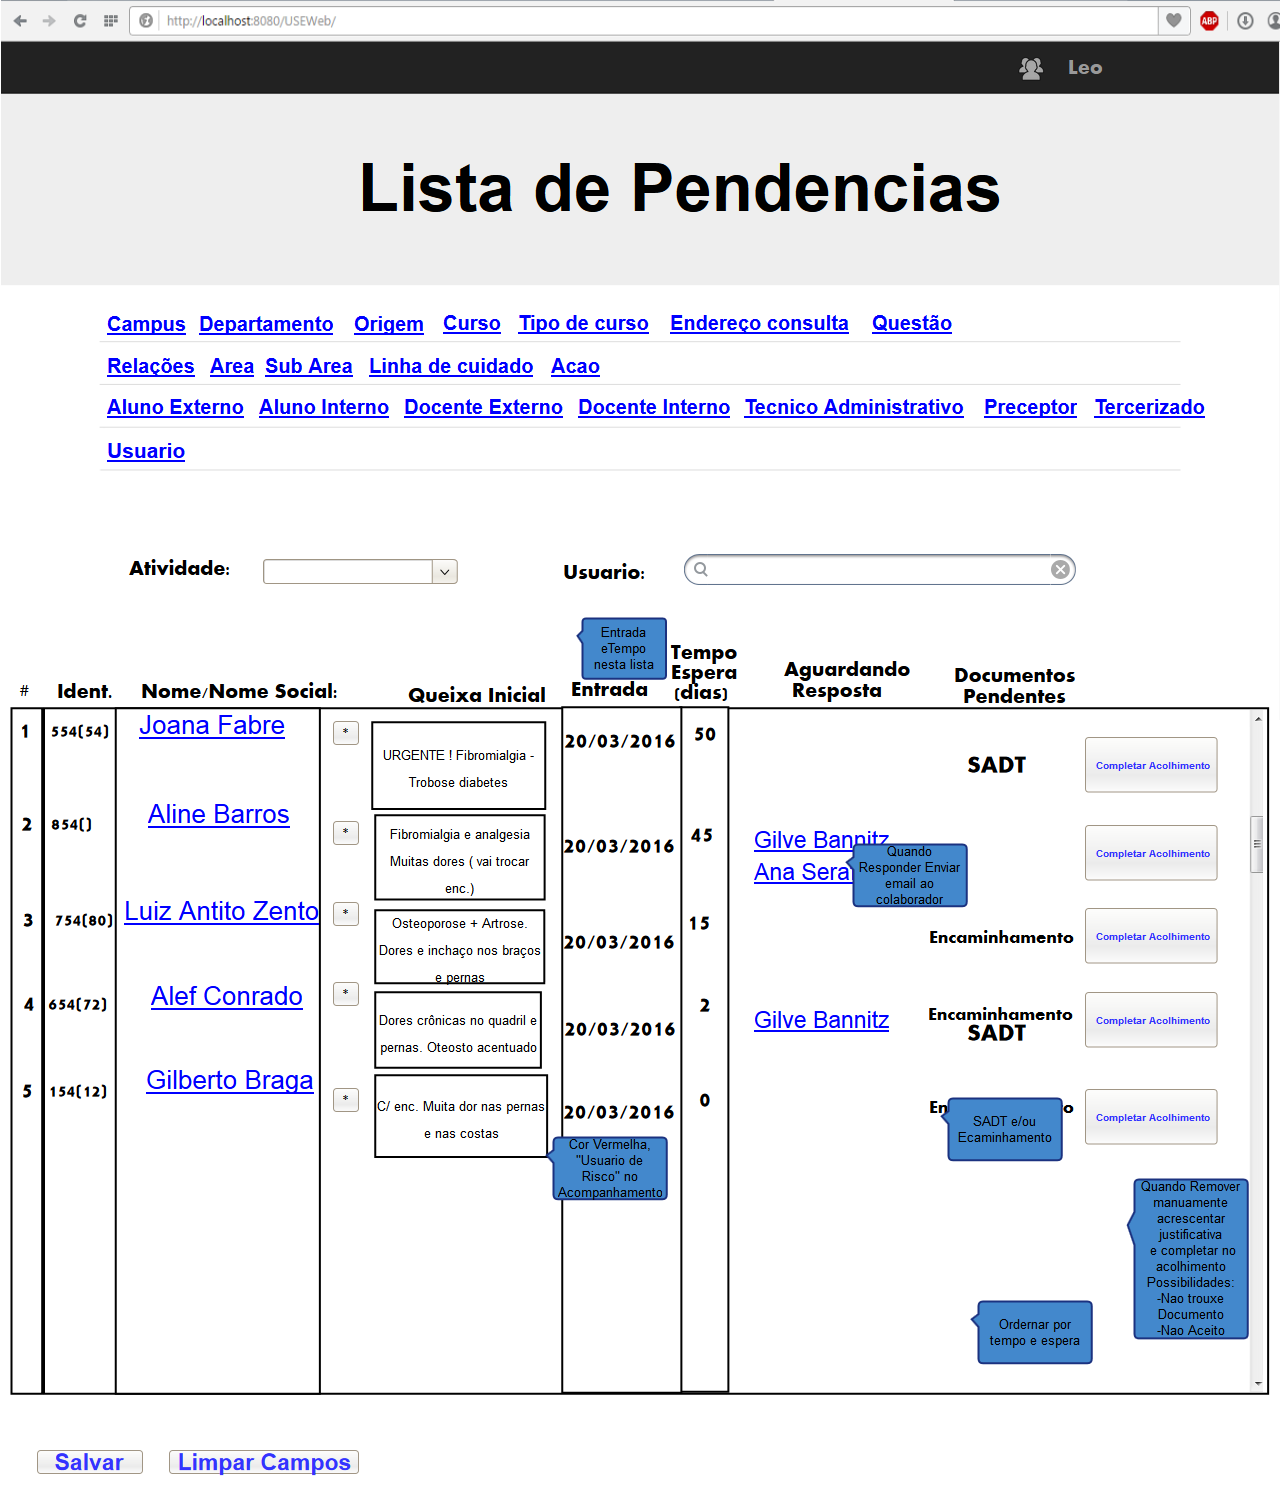 http://localhost:8080/USEWeb/
ABP
Leo
Lista de Pendencias
Campus Departamento Origem Curso Tipo de curso Endereço consulta Questão
Relações Area Sub Area Linha de cuidado Acao
Aluno Externo Aluno Interno Docente Externo Docente Interno Tecnico Administrativo Preceptor Tercerizado
Usuario
Atividade:
Usuario:
Entrada
eTempo
nesta lista
# Ident. Nome/Nome Social: Queixa Inicial Entrada
Tempo
Espera
(dias)
Aguardando
Resposta
Documentos
Pendentes
1 554(54) Joana Fabre *
URGENTE ! Fibromialgia -
Trobose diabetes
20/03/2016 50
SADT
Completar Acolhimento
2 854() Aline Barros *
Fibromialgia e analgesia
Muitas dores ( vai trocar
enc.)
20/03/2016 45
Gilve Bannitz
Ana Sera
Quando
Responder Enviar
email ao
colaborador
Completar Acolhimento
3 754(80) Luiz Antito Zento *
Osteoporose + Artrose.
Dores e inchaço nos braços
e pernas
20/03/2016 15
Encaminhamento
Completar Acolhimento
4 654(72) Alef Conrado *
Dores crônicas no quadril e
pernas. Oteosto acentuado
20/03/2016 2
Gilve Bannitz
Encaminhamento
SADT
Completar Acolhimento
5 154(12) Gilberto Braga *
C/ enc. Muita dor nas pernas
e nas costas
20/03/2016 0
Completar Acolhimento
SADT e/ou
Ecaminhamento
Cor Vermelha,
"Usuario de
Risco" no
Acompanhamento
Quando Remover
manuamente
acrescentar
justificativa
e completar no
acolhimento
Possibilidades:
-Nao trouxe
Documento
-Nao Aceito
Ordernar por
tempo e espera
Salvar Limpar Campos